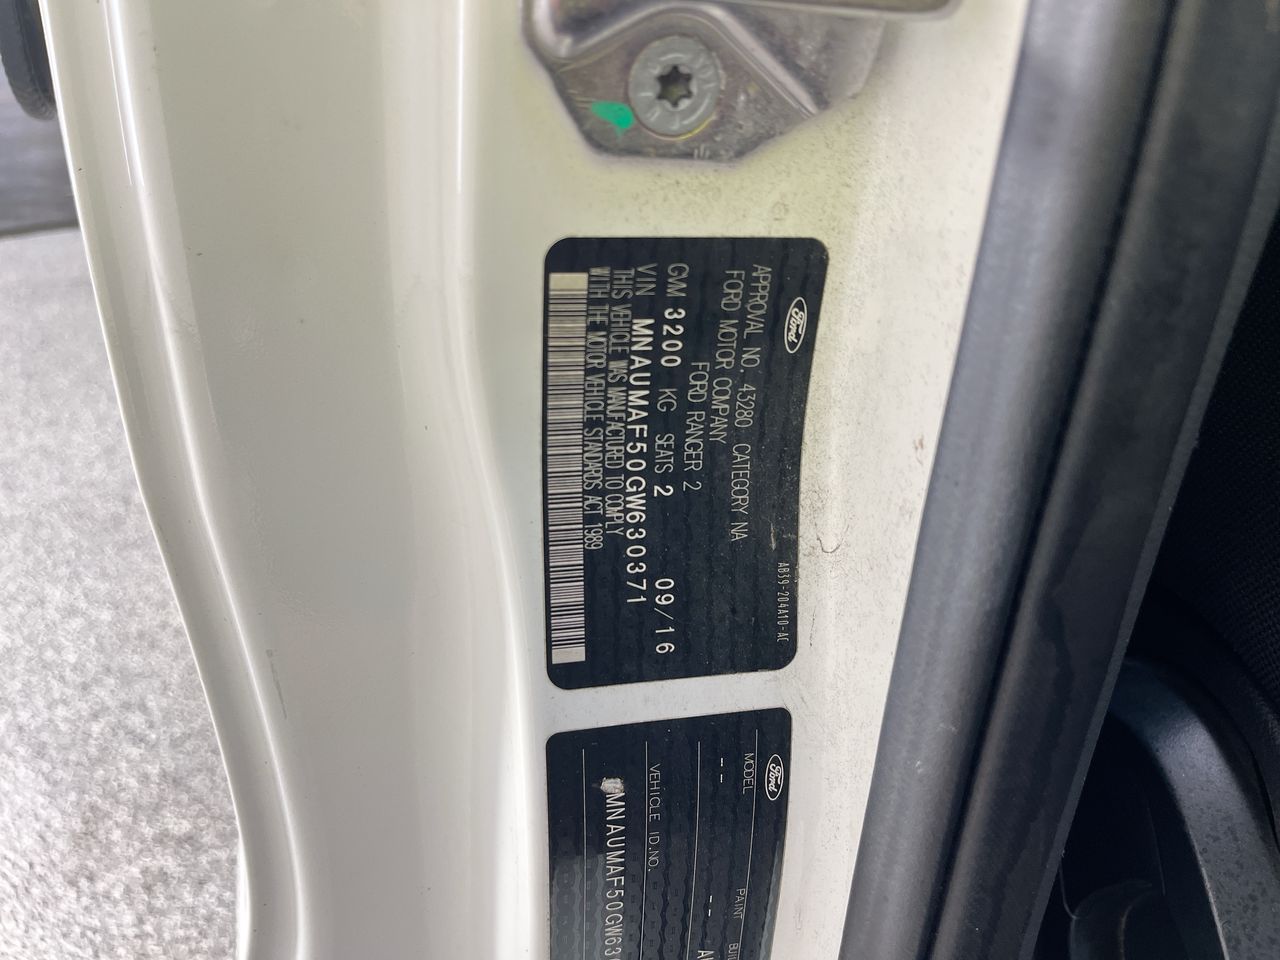 Ford
AB39-204A10-AC
APPROVAL NO. 43280 CATEGORY NA
FORD MOTOR COMPANY
FORD RANGER 2
GVM 3200 KG SEATS 2 09/16
VIN MNAUMAF50GW630371
THIS VEHICLE WAS MANUFACTURED TO COMPLY
WITH THE MOTOR VEHICLE STANDARDS ACT 1989
Ford
MODEL PAINT
-- --
VEHICLE ID.NO.
MNAUMAF50GW63